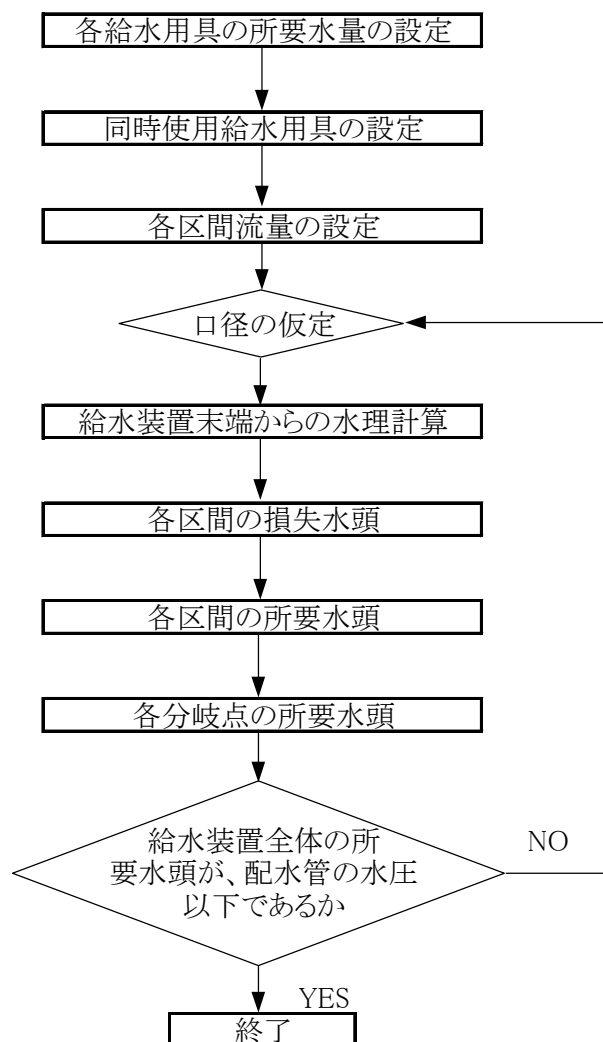 各給水用具の所要水量の設定
同時使用給水用具の設定
各区間流量の設定
口径の仮定
給水装置末端からの水理計算
各区間の損失水頭
各区間の所要水頭
各分岐点の所要水頭
給水装置全体の所
要水頭が、配水管の水圧
以下であるか
NO
YES
終了